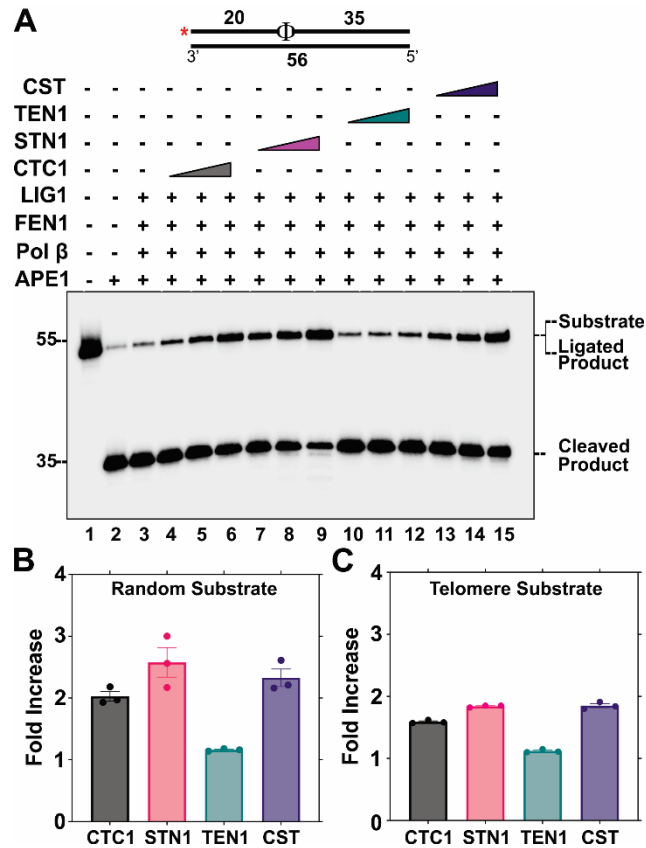 A
20 Φ 35
*
3' 5'
56
CST - - - - - - - - - - - -
TEN1 - - - - - - - - - - - -
STN1 - - - - - - - - - - - -
CTC1 - - - - - - - - - - - -
LIG1 - - + + + + + + + + + + + + +
FEN1 - - + + + + + + + + + + + + +
Pol β - - + + + + + + + + + + + + +
APE1 - + + + + + + + + + + + + + +
55-
Substrate
Ligated
Product
35-
Cleaved
Product
1 2 3 4 5 6 7 8 9 10 11 12 13 14 15
B
Random Substrate
Fold Increase
4
3
2
1
0
CTC1 STN1 TEN1 CST
C
Telomere Substrate
Fold Increase
4
3
2
1
0
CTC1 STN1 TEN1 CST